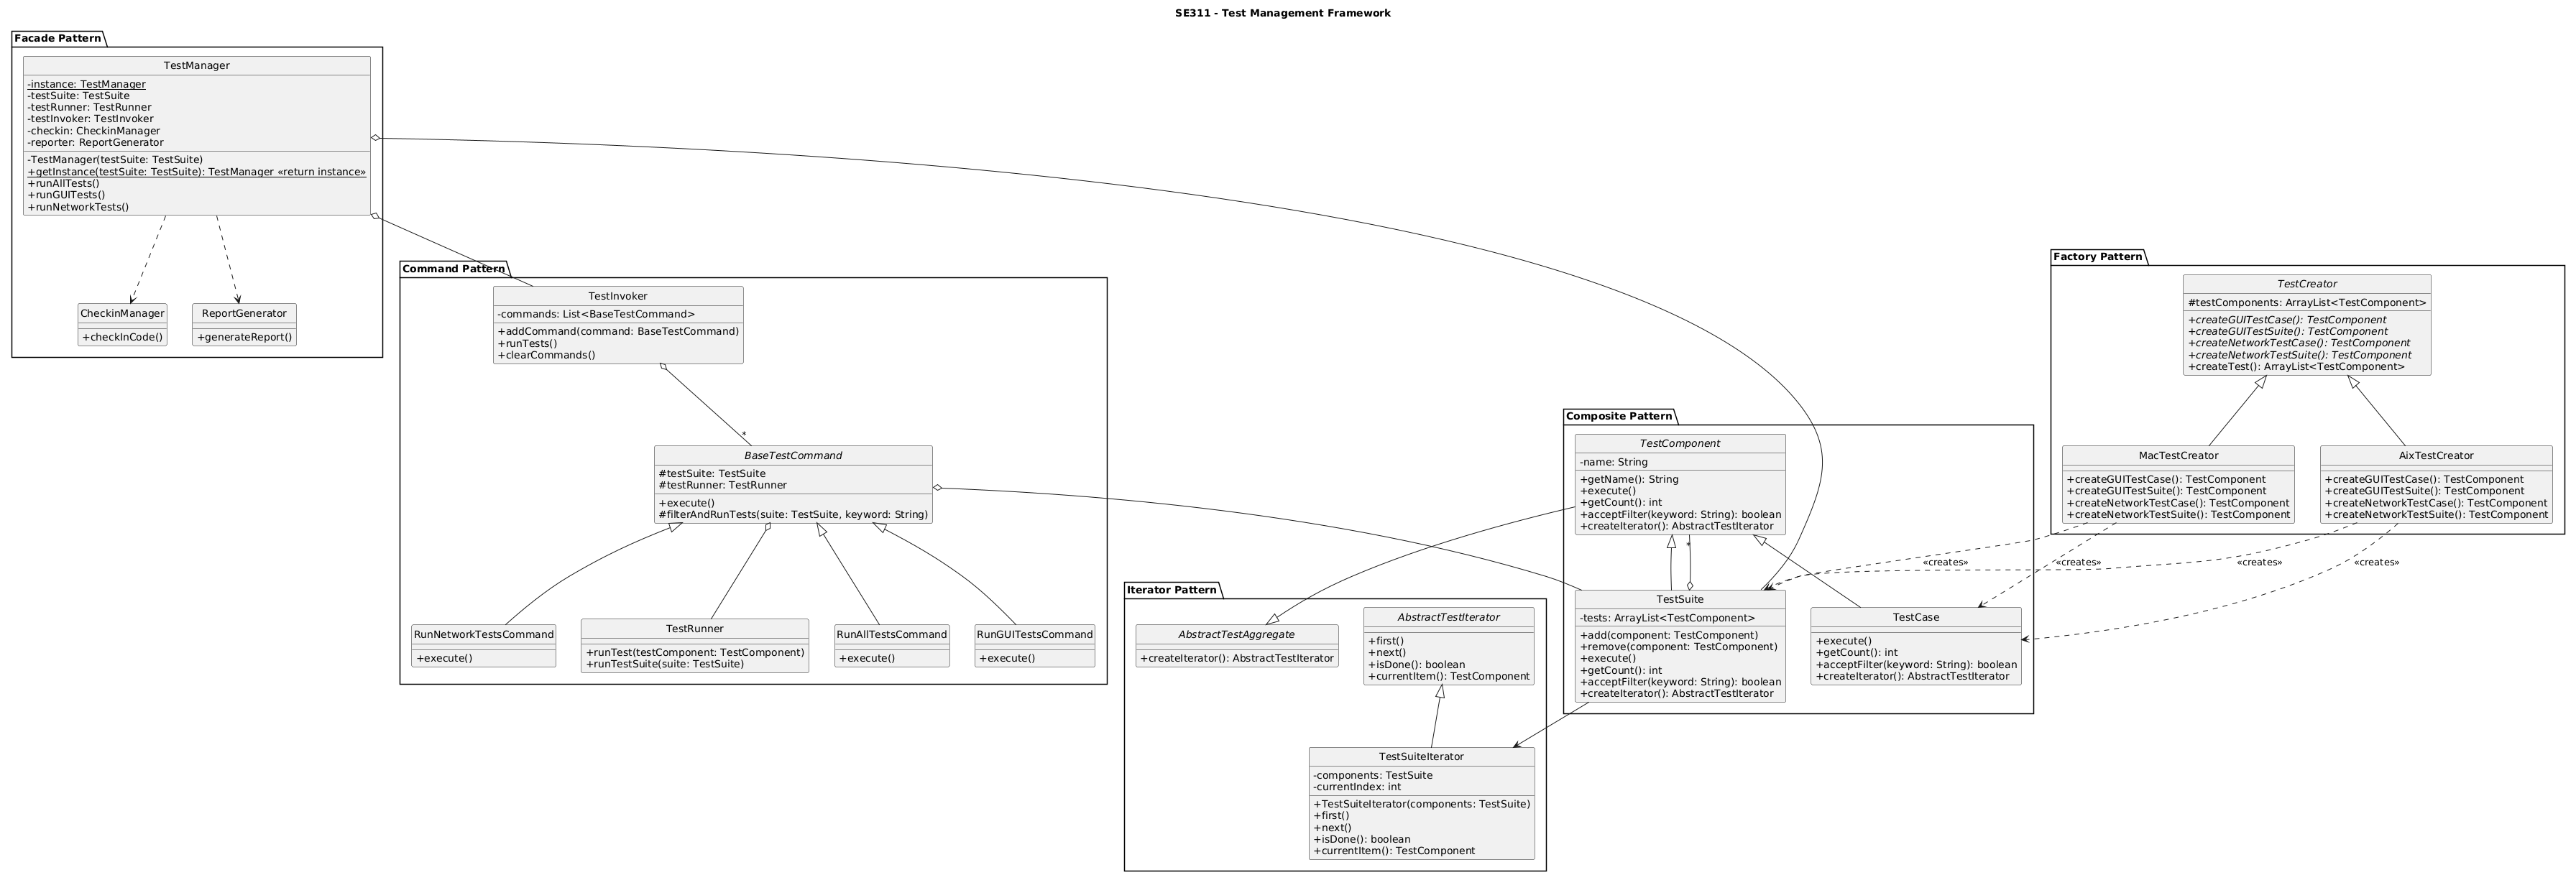 SE311 - Test Management Framework
Facade Pattern
TestManager
-instance: TestManager
-testSuite: TestSuite
-testRunner: TestRunner
-testInvoker: TestInvoker
-checkin: CheckinManager
-reporter: ReportGenerator
-TestManager(testSuite: TestSuite)
+getInstance(testSuite: TestSuite): TestManager «return instance»
+runAllTests()
+runGUITests()
+runNetworkTests()
CheckinManager
+checkInCode()
ReportGenerator
+generateReport()
Command Pattern
TestInvoker
-commands: List<BaseTestCommand>
+addCommand(command: BaseTestCommand)
+runTests()
+clearCommands()
*
BaseTestCommand
#testSuite: TestSuite
#testRunner: TestRunner
+execute()
#filterAndRunTests(suite: TestSuite, keyword: String)
RunNetworkTestsCommand
+execute()
TestRunner
+runTest(testComponent: TestComponent)
+runTestSuite(suite: TestSuite)
RunAllTestsCommand
+execute()
RunGUITestsCommand
+execute()
Iterator Pattern
AbstractTestAggregate
+createIterator(): AbstractTestIterator
AbstractTestIterator
+first()
+next()
+isDone(): boolean
+currentItem(): TestComponent
TestSuiteIterator
-components: TestSuite
-currentIndex: int
+TestSuiteIterator(components: TestSuite)
+first()
+next()
+isDone(): boolean
+currentItem(): TestComponent
Composite Pattern
TestComponent
-name: String
+getName(): String
+execute()
+getCount(): int
+acceptFilter(keyword: String): boolean
+createIterator(): AbstractTestIterator
*
TestSuite
-tests: ArrayList<TestComponent>
+add(component: TestComponent)
+remove(component: TestComponent)
+execute()
+getCount(): int
+acceptFilter(keyword: String): boolean
+createIterator(): AbstractTestIterator
TestCase
+execute()
+getCount(): int
+acceptFilter(keyword: String): boolean
+createIterator(): AbstractTestIterator
Factory Pattern
TestCreator
#testComponents: ArrayList<TestComponent>
+createGUITestCase(): TestComponent
+createGUITestSuite(): TestComponent
+createNetworkTestCase(): TestComponent
+createNetworkTestSuite(): TestComponent
+createTest(): ArrayList<TestComponent>
MacTestCreator
+createGUITestCase(): TestComponent
+createGUITestSuite(): TestComponent
+createNetworkTestCase(): TestComponent
+createNetworkTestSuite(): TestComponent
AixTestCreator
+createGUITestCase(): TestComponent
+createGUITestSuite(): TestComponent
+createNetworkTestCase(): TestComponent
+createNetworkTestSuite(): TestComponent
«creates»
«creates»
«creates»
«creates»